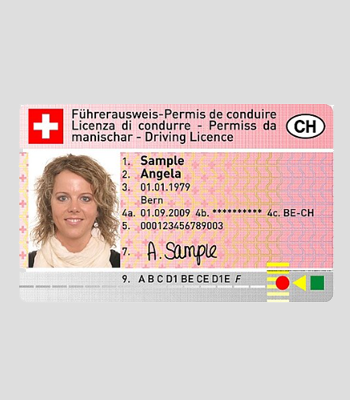 Führerausweis-Permis de conduire
Licenza di condurre - Permiss da
manischar - Driving Licence
CH
1. Sample
2. Angela
3. 01.01.1979
Bern
4a. 01.09.2009 4b. ********** 4c. BE-CH
5. 000123456789003
7. A. Sample
9. A B C D1 BE CE D1E F